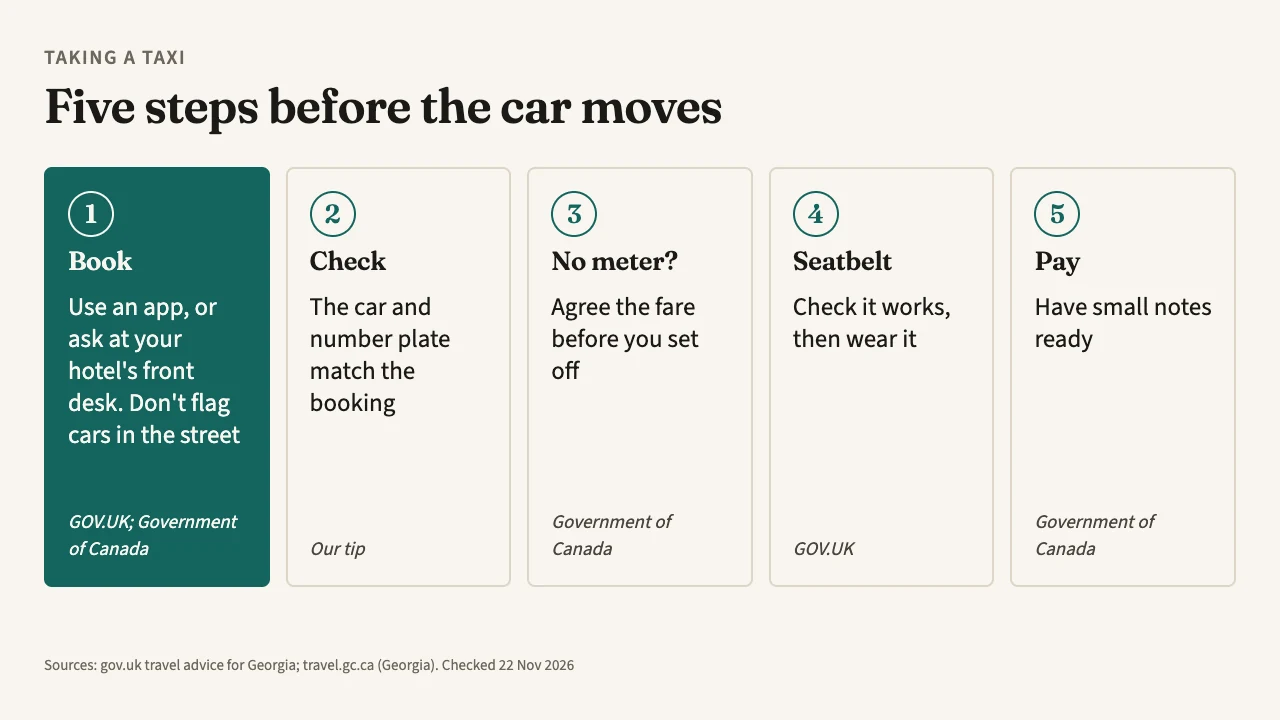 TAKING A TAXI
Five steps before the car moves
1
Book
Use an app, or
ask at your
hotel's front
desk. Don't flag
cars in the street
GOV.UK; Government
of Canada
2
Check
The car and
number plate
match the
booking
Our tip
3
No meter?
Agree the fare
before you set
off
Government of
Canada
4
Seatbelt
Check it works,
then wear it
GOV.UK
5
Pay
Have small notes
ready
Government of
Canada
Sources: gov.uk travel advice for Georgia; travel.gc.ca (Georgia). Checked 22 Nov 2026